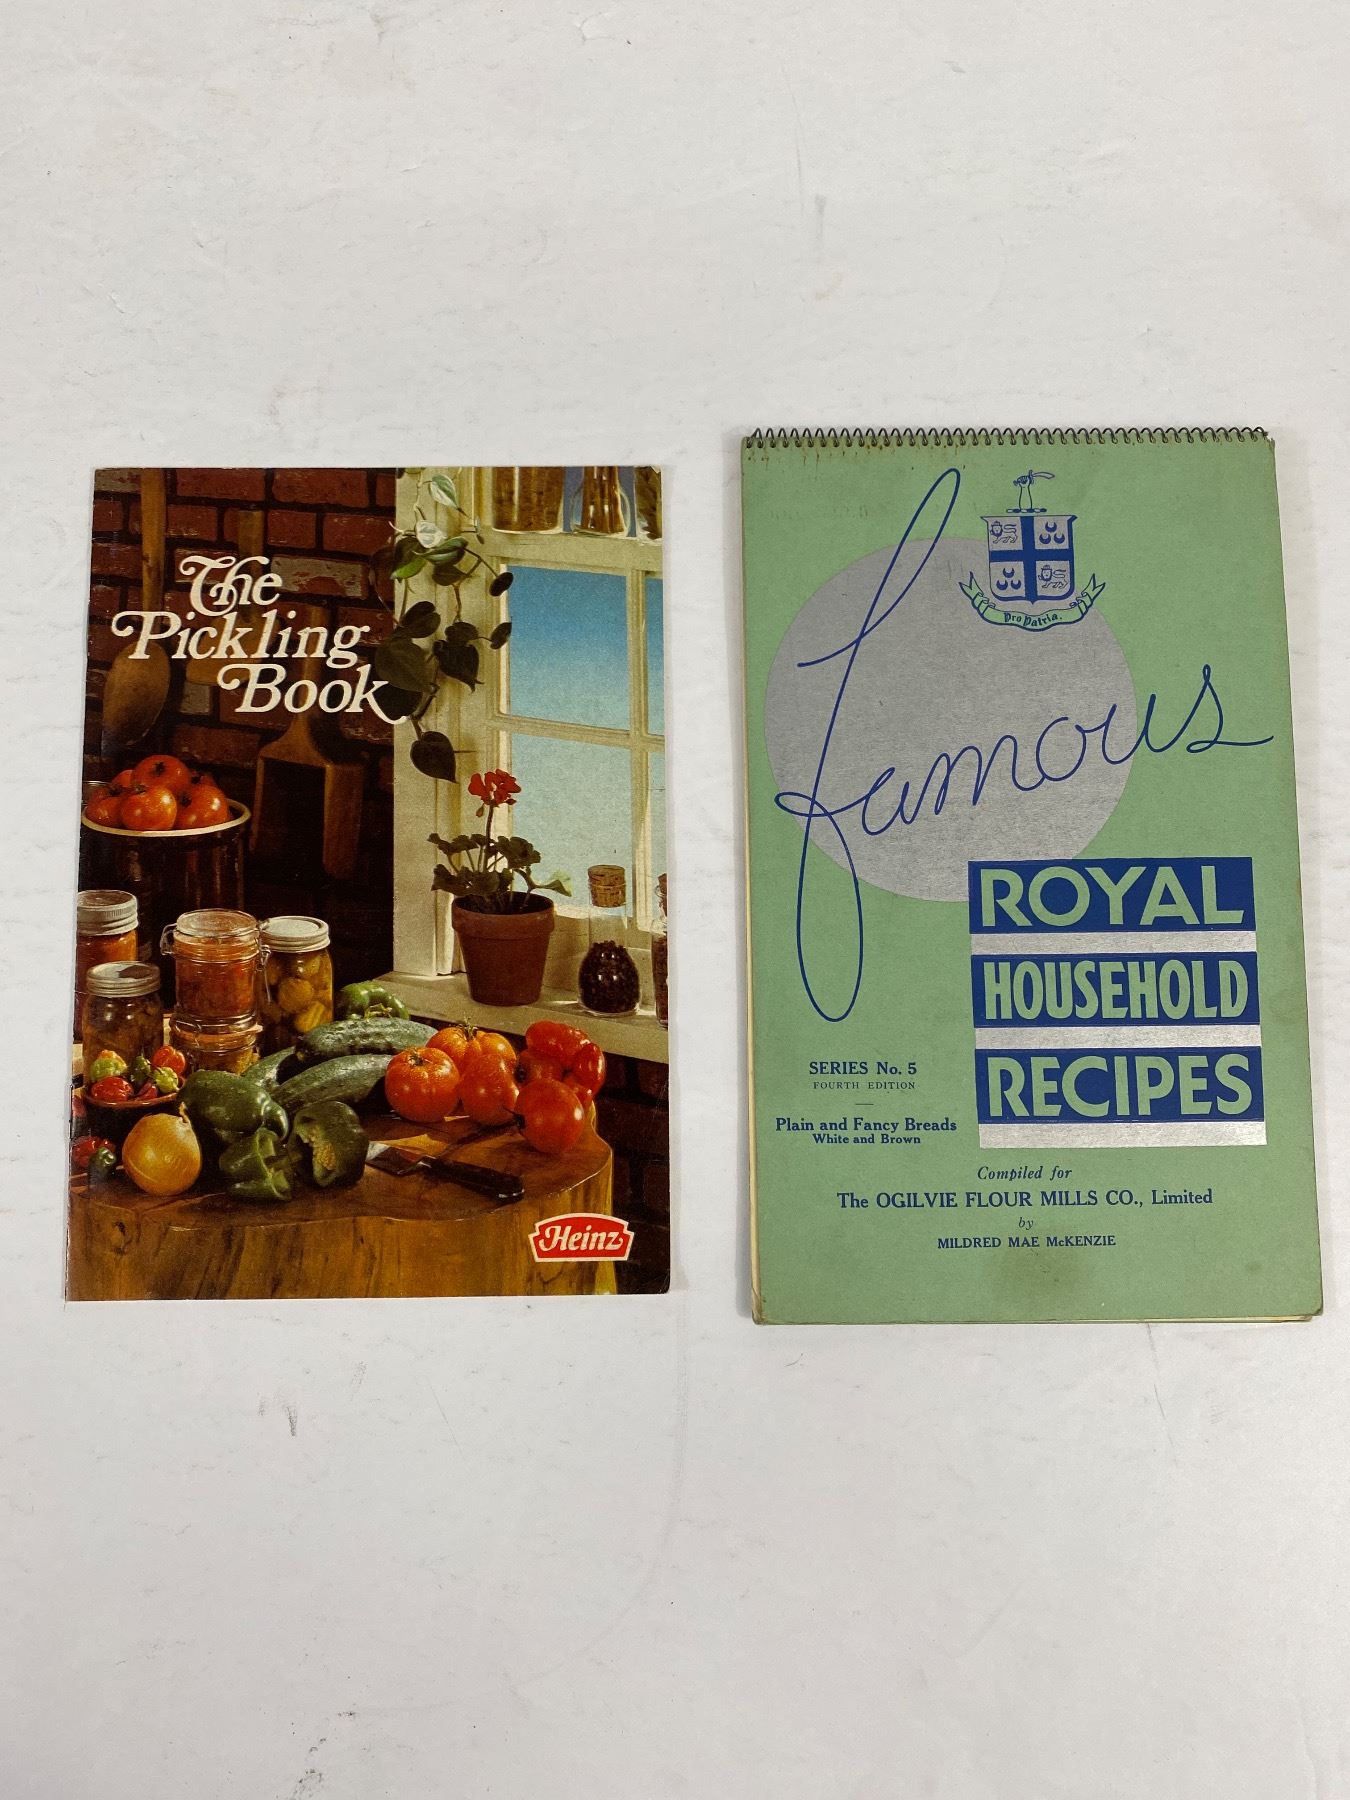 The
Pickling
Book
Heinz
Pro Patria.
famous
ROYAL
HOUSEHOLD
RECIPES
SERIES No. 5
FOURTH EDITION
Plain and Fancy Breads
White and Brown
Compiled for
The OGILVIE FLOUR MILLS CO., Limited
by
MILDRED MAE McKENZIE